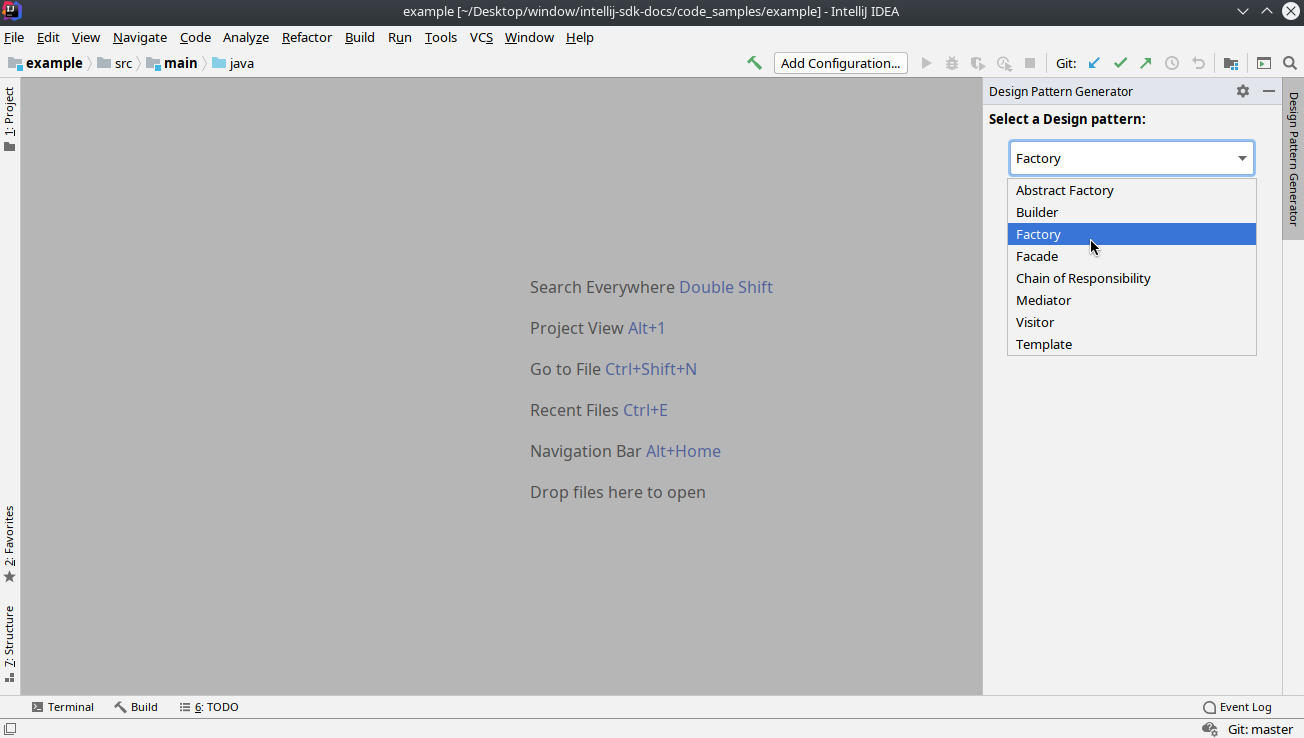 example [~/Desktop/window/intellij-sdk-docs/code_samples/example] - IntelliJ IDEA
File Edit View Navigate Code Analyze Refactor Build Run Tools VCS Window Help
example src main java Add Configuration... Git:
1: Project
2: Favorites
7: Structure
Search Everywhere Double Shift
Project View Alt+1
Go to File Ctrl+Shift+N
Recent Files Ctrl+E
Navigation Bar Alt+Home
Drop files here to open
Design Pattern Generator
Select a Design pattern:
Factory
Abstract Factory
Builder
Factory
Facade
Chain of Responsibility
Mediator
Visitor
Template
Design Pattern Generator
Terminal Build 6: TODO Event Log
Git: master